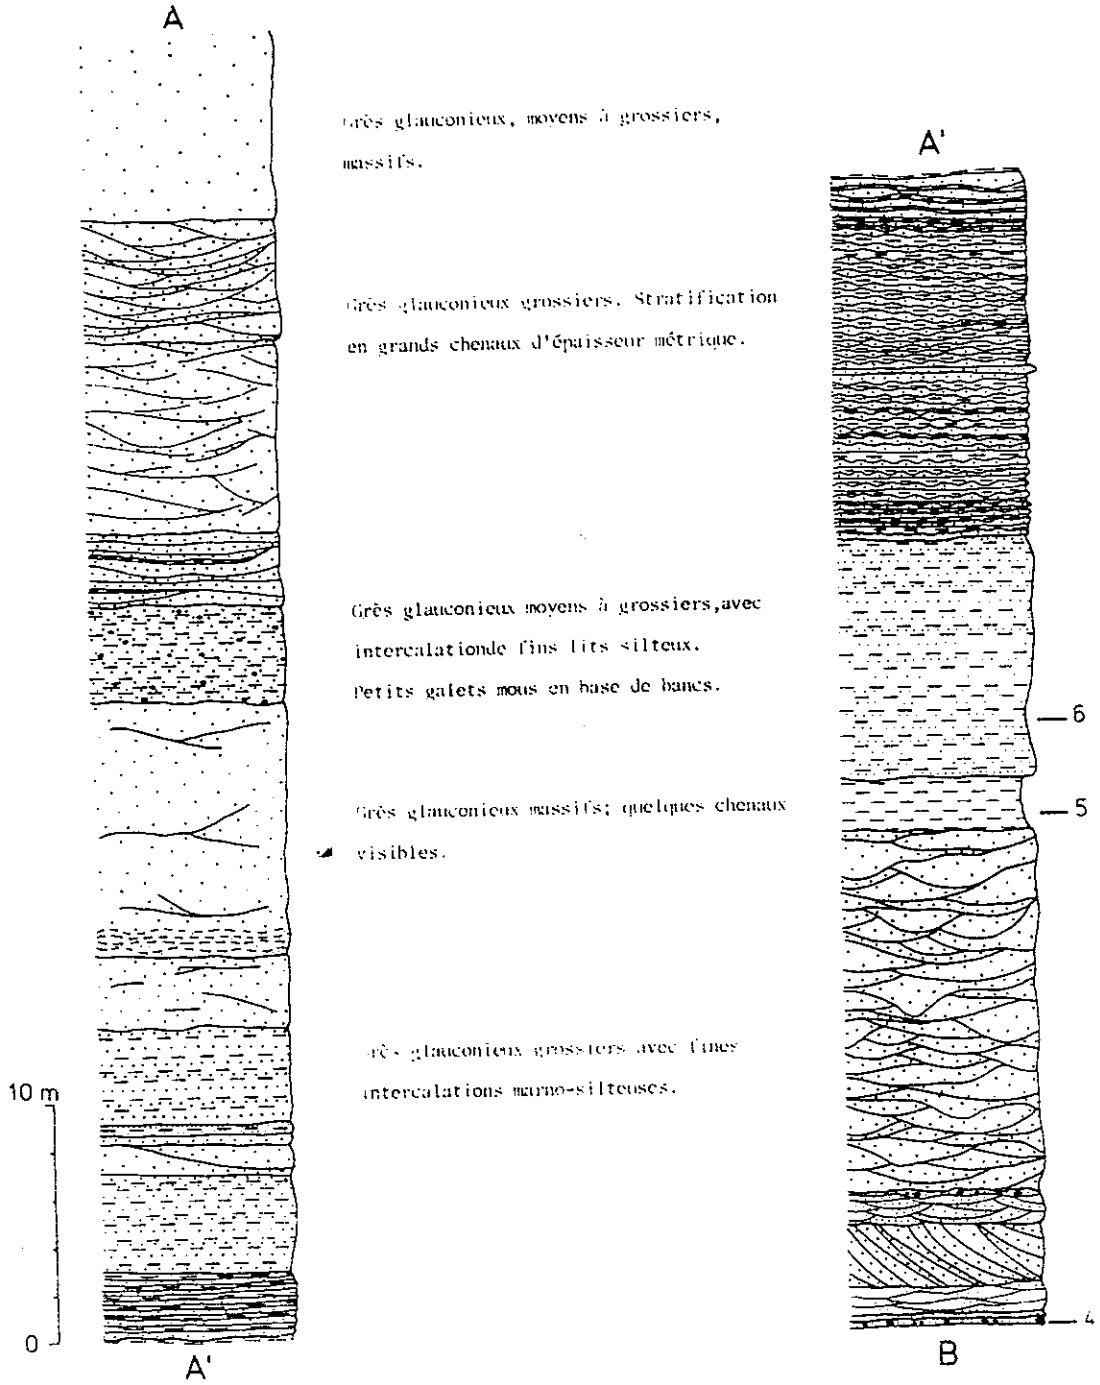 A
Grès glauconieux, moyens à grossiers,
massifs.
A'
Grès glauconieux grossiers. Stratification
en grands chenaux d'épaisseur métrique.
Grès glauconieux moyens à grossiers,avec
intercalationde fins lits silteux.
Petits galets mous en base de bancs.
6
Grès glauconieux massifs; quelques chenaux
visibles.
5
Grès glauconieux grossiers avec fines
intercalations marno-silteuses.
10 m
0
A'
4
B